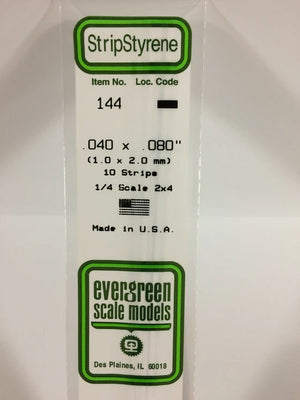 StripStyrene
Item No. Loc. Code
144
.040 x .080"
(1.0 x 2.0 mm)
10 Strips
1/4 Scale 2x4
Made in U.S.A.
evergreen
scale models
Des Plaines, IL 60018